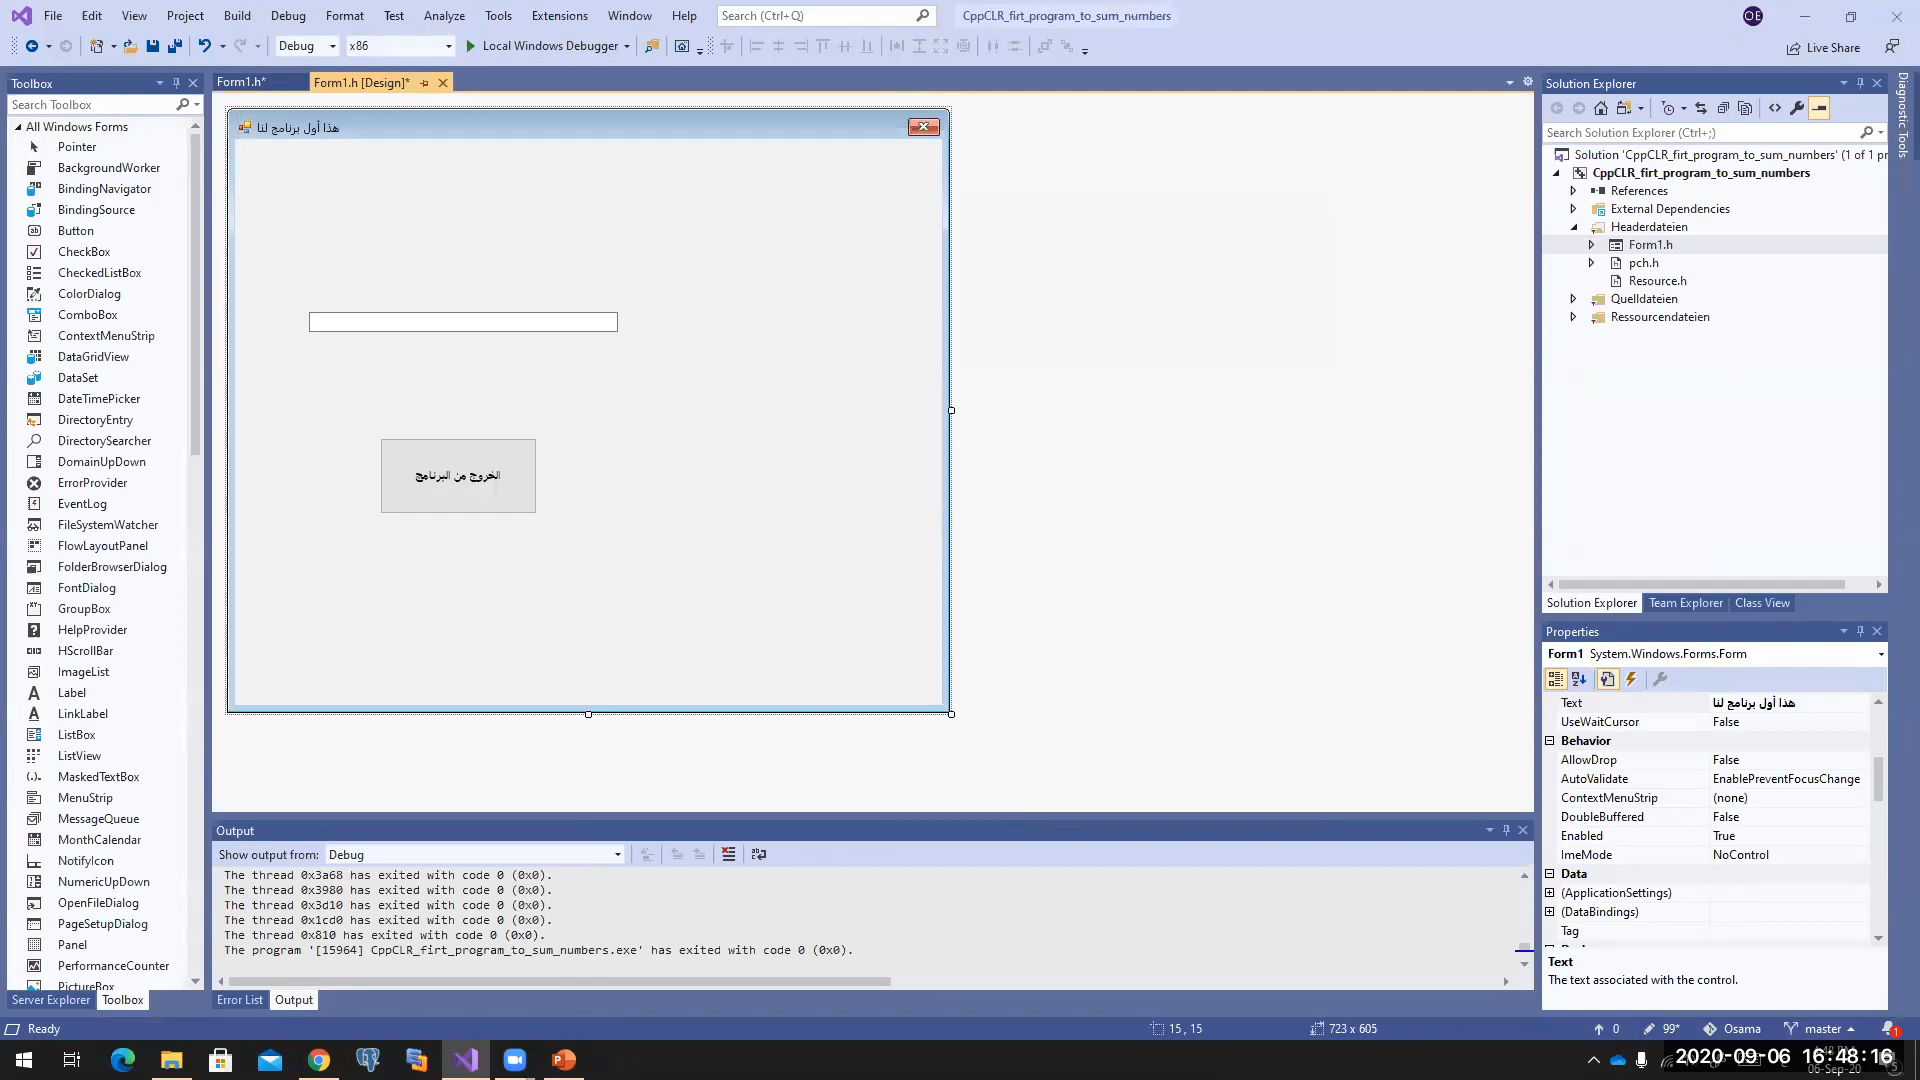 File Edit View Project Build Debug Format Test Analyze Tools Extensions Window Help Search (Ctrl+Q) CppCLR_firt_program_to_sum_numbers OE
Debug x86 Local Windows Debugger Live Share
Toolbox
Search Toolbox
All Windows Forms
Pointer
BackgroundWorker
BindingNavigator
BindingSource
Button
CheckBox
CheckedListBox
ColorDialog
ComboBox
ContextMenuStrip
DataGridView
DataSet
DateTimePicker
DirectoryEntry
DirectorySearcher
DomainUpDown
ErrorProvider
EventLog
FileSystemWatcher
FlowLayoutPanel
FolderBrowserDialog
FontDialog
GroupBox
HelpProvider
HScrollBar
ImageList
Label
LinkLabel
ListBox
ListView
MaskedTextBox
MenuStrip
MessageQueue
MonthCalendar
NotifyIcon
NumericUpDown
OpenFileDialog
PageSetupDialog
Panel
PerformanceCounter
PictureBox
Server Explorer Toolbox
Form1.h* Form1.h [Design]*
هذا أول برنامج لنا
الخروج من البرنامج
Output
Show output from: Debug
The thread 0x3a68 has exited with code 0 (0x0).
The thread 0x3980 has exited with code 0 (0x0).
The thread 0x3d10 has exited with code 0 (0x0).
The thread 0x1cd0 has exited with code 0 (0x0).
The thread 0x810 has exited with code 0 (0x0).
The program '[15964] CppCLR_firt_program_to_sum_numbers.exe' has exited with code 0 (0x0).
Error List Output
Solution Explorer
Search Solution Explorer (Ctrl+;)
Solution 'CppCLR_firt_program_to_sum_numbers' (1 of 1 pr
CppCLR_firt_program_to_sum_numbers
References
External Dependencies
Headerdateien
Form1.h
pch.h
Resource.h
Quelldateien
Ressourcendateien
Solution Explorer Team Explorer Class View
Properties
Form1 System.Windows.Forms.Form
Text هذا أول برنامج لنا
UseWaitCursor False
Behavior
AllowDrop False
AutoValidate EnablePreventFocusChange
ContextMenuStrip (none)
DoubleBuffered False
Enabled True
ImeMode NoControl
Data
(ApplicationSettings)
(DataBindings)
Tag
Text
The text associated with the control.
Diagnostic Tools
Ready 15 , 15 723 x 605 0 99* Osama master 1
2020-09-06 16:48:16
06-Sep-20